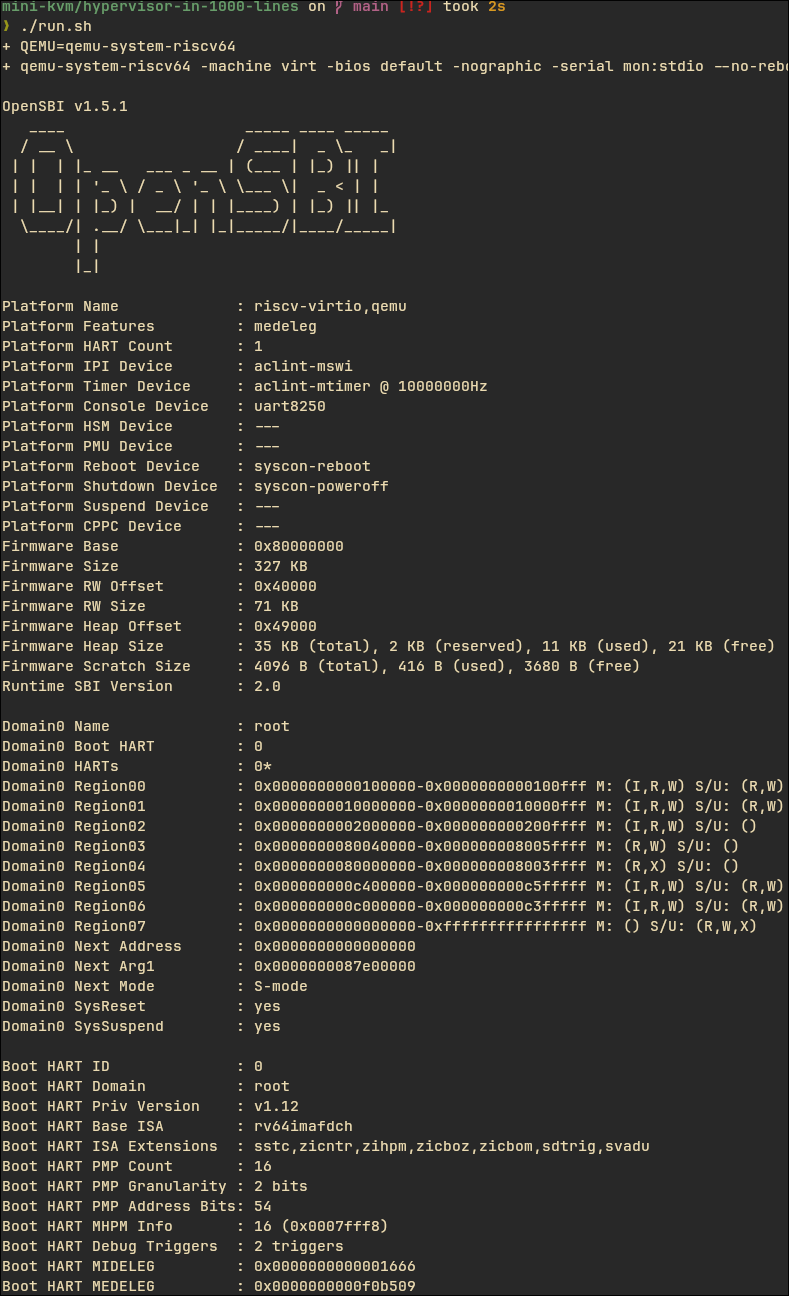 mini-kvm/hypervisor-in-1000-lines on main [!?] took 2s
❯ ./run.sh
+ QEMU=qemu-system-riscv64
+ qemu-system-riscv64 -machine virt -bios default -nographic -serial mon:stdio --no-rebo

OpenSBI v1.5.1
   ____                    _____ ____ _____
  / __ \                  / ____|  _ \_   _|
 | |  | |_ __   ___ _ __ | (___ | |_) || |
 | |  | | '_ \ / _ \ '_ \ \___ \|  _ < | |
 | |__| | |_) |  __/ | | |____) | |_) || |_
  \____/| .__/ \___|_| |_|_____/|____/_____|
        | |
        |_|

Platform Name             : riscv-virtio,qemu
Platform Features         : medeleg
Platform HART Count       : 1
Platform IPI Device       : aclint-mswi
Platform Timer Device     : aclint-mtimer @ 10000000Hz
Platform Console Device   : uart8250
Platform HSM Device       : ---
Platform PMU Device       : ---
Platform Reboot Device    : syscon-reboot
Platform Shutdown Device  : syscon-poweroff
Platform Suspend Device   : ---
Platform CPPC Device      : ---
Firmware Base             : 0x80000000
Firmware Size             : 327 KB
Firmware RW Offset        : 0x40000
Firmware RW Size          : 71 KB
Firmware Heap Offset      : 0x49000
Firmware Heap Size        : 35 KB (total), 2 KB (reserved), 11 KB (used), 21 KB (free)
Firmware Scratch Size     : 4096 B (total), 416 B (used), 3680 B (free)
Runtime SBI Version       : 2.0

Domain0 Name              : root
Domain0 Boot HART         : 0
Domain0 HARTs             : 0*
Domain0 Region00          : 0x0000000000100000-0x0000000000100fff M: (I,R,W) S/U: (R,W)
Domain0 Region01          : 0x0000000010000000-0x0000000010000fff M: (I,R,W) S/U: (R,W)
Domain0 Region02          : 0x0000000002000000-0x000000000200ffff M: (I,R,W) S/U: ()
Domain0 Region03          : 0x0000000080040000-0x000000008005ffff M: (R,W) S/U: ()
Domain0 Region04          : 0x0000000080000000-0x000000008003ffff M: (R,X) S/U: ()
Domain0 Region05          : 0x000000000c400000-0x000000000c5fffff M: (I,R,W) S/U: (R,W)
Domain0 Region06          : 0x000000000c000000-0x000000000c3fffff M: (I,R,W) S/U: (R,W)
Domain0 Region07          : 0x0000000000000000-0xffffffffffffffff M: () S/U: (R,W,X)
Domain0 Next Address      : 0x0000000000000000
Domain0 Next Arg1         : 0x0000000087e00000
Domain0 Next Mode         : S-mode
Domain0 SysReset          : yes
Domain0 SysSuspend        : yes

Boot HART ID              : 0
Boot HART Domain          : root
Boot HART Priv Version    : v1.12
Boot HART Base ISA        : rv64imafdch
Boot HART ISA Extensions  : sstc,zicntr,zihpm,zicboz,zicbom,sdtrig,svadu
Boot HART PMP Count       : 16
Boot HART PMP Granularity : 2 bits
Boot HART PMP Address Bits: 54
Boot HART MHPM Info       : 16 (0x0007fff8)
Boot HART Debug Triggers  : 2 triggers
Boot HART MIDELEG         : 0x0000000000001666
Boot HART MEDELEG         : 0x0000000000f0b509